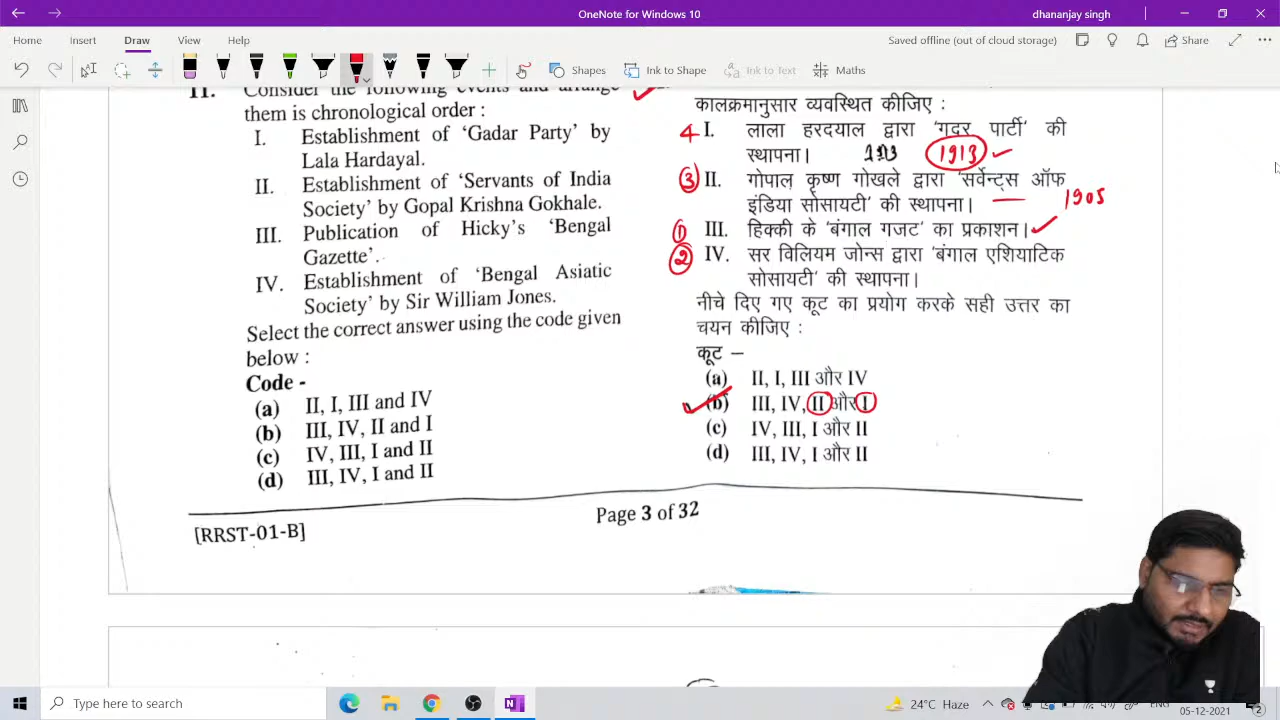 OneNote for Windows 10
dhananjay singh
Home Insert Draw View Help
Saved offline (out of cloud storage)
Share
Shapes
Ink to Shape
Ink to Text
Maths
11. Consider the following events and arrange
them is chronological order :
I. Establishment of 'Gadar Party' by
Lala Hardayal.
II. Establishment of 'Servants of India
Society' by Gopal Krishna Gokhale.
III. Publication of Hicky's 'Bengal
Gazette'.
IV. Establishment of 'Bengal Asiatic
Society' by Sir William Jones.
Select the correct answer using the code given
below :
Code -
(a) II, I, III and IV
(b) III, IV, II and I
(c) IV, III, I and II
(d) III, IV, I and II
कालक्रमानुसार व्यवस्थित कीजिए :
4 I. लाला हरदयाल द्वारा 'गदर पार्टी' की
स्थापना। 1913
3 II. गोपाल कृष्ण गोखले द्वारा 'सर्वेन्ट्स ऑफ
इंडिया सोसायटी' की स्थापना। 1905
1 III. हिक्की के 'बंगाल गजट' का प्रकाशन।
2 IV. सर विलियम जोन्स द्वारा 'बंगाल एशियाटिक
सोसायटी' की स्थापना।
नीचे दिए गए कूट का प्रयोग करके सही उत्तर का
चयन कीजिए :
कूट –
(a) II, I, III और IV
(b) III, IV, II और I
(c) IV, III, I और II
(d) III, IV, I और II
[RRST-01-B]
Page 3 of 32
Type here to search
24°C Haze
05-12-2021